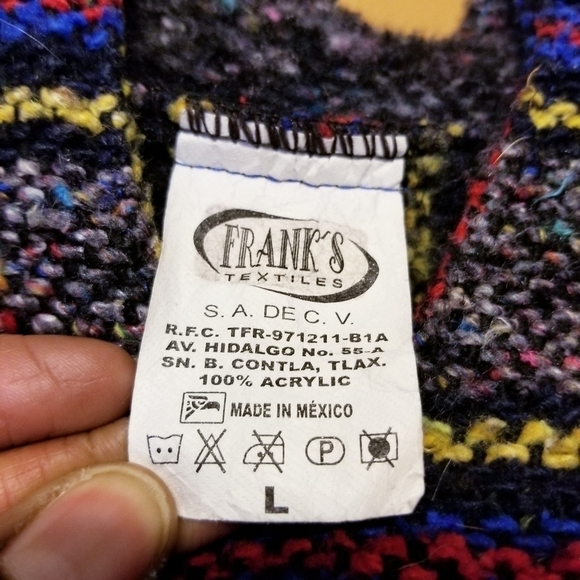 FRANK´S
TEXTILES
S. A. DE C. V.
R.F.C. TFR-971211-B1A
AV. HIDALGO No. 55-A
SN. B. CONTLA, TLAX.
100% ACRYLIC
MADE IN MÉXICO
P
L